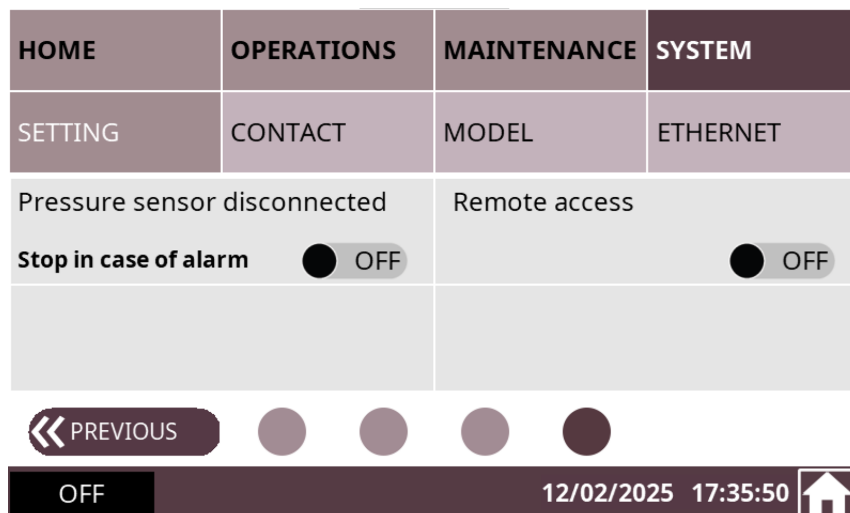 HOME OPERATIONS MAINTENANCE SYSTEM
SETTING CONTACT MODEL ETHERNET
Pressure sensor disconnected
Stop in case of alarm OFF
Remote access
OFF
PREVIOUS
OFF 12/02/2025 17:35:50